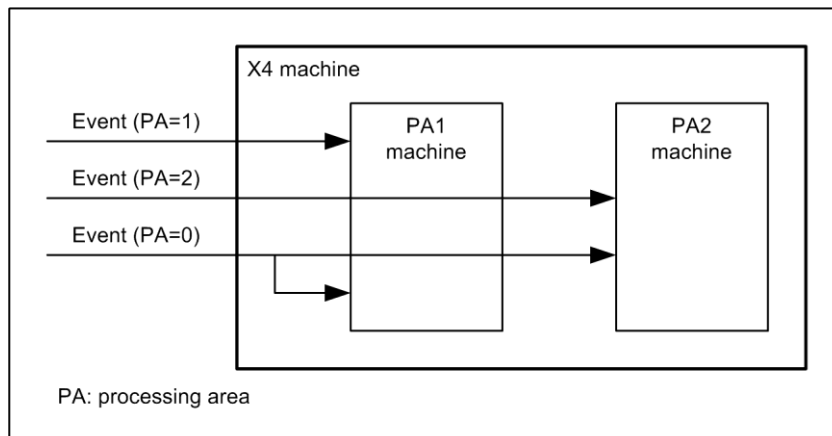 X4 machine
Event (PA=1)
PA1
machine
PA2
machine
Event (PA=2)
Event (PA=0)
PA: processing area